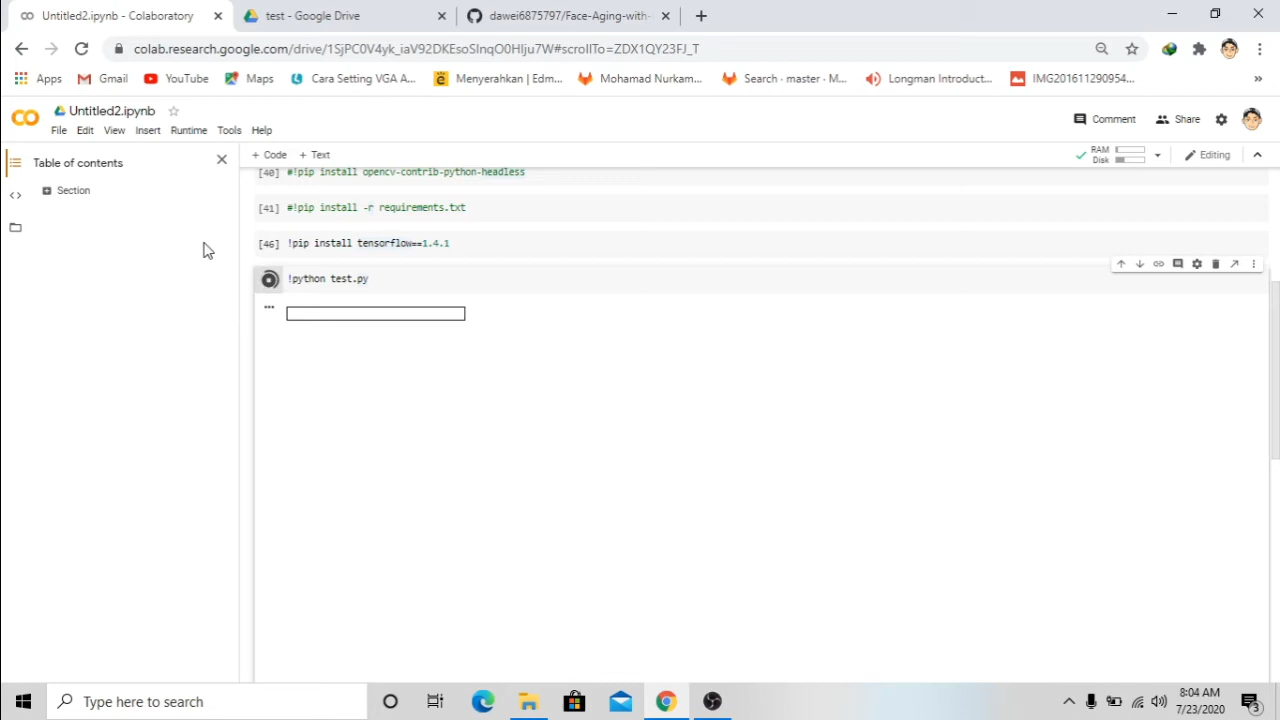 Untitled2.ipynb - Colaboratory
test - Google Drive
dawei6875797/Face-Aging-with-
colab.research.google.com/drive/1SjPC0V4yk_iaV92DKEsoSInqO0HIju7W#scrollTo=ZDX1QY23FJ_T
Apps
Gmail
YouTube
Maps
Cara Setting VGA A...
Menyerahkan | Edm...
Mohamad Nurkam...
Search · master · M...
Longman Introduct...
IMG201611290954...
»
CO
Untitled2.ipynb
File Edit View Insert Runtime Tools Help
Comment
Share
Table of contents
Section
+ Code + Text
RAM
Disk
Editing
[40] #!pip install opencv-contrib-python-headless
[41] #!pip install -r requirements.txt
[46] !pip install tensorflow==1.4.1
!python test.py
Type here to search
8:04 AM
7/23/2020
3